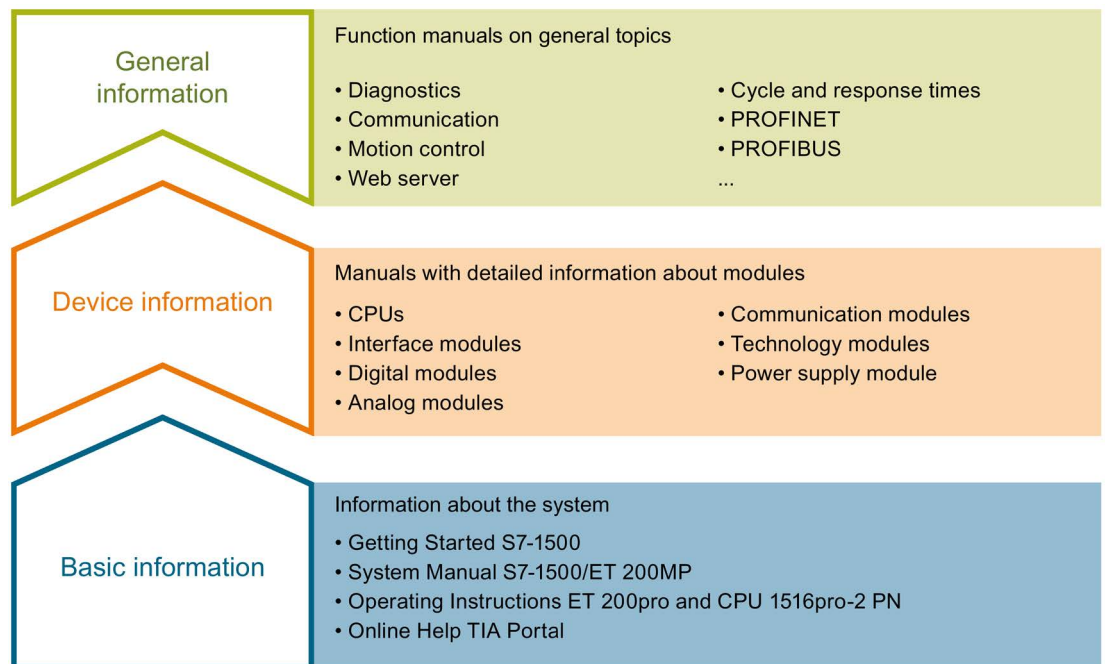 General
information
Function manuals on general topics
• Diagnostics
• Communication
• Motion control
• Web server
• Cycle and response times
• PROFINET
• PROFIBUS
...
Device information
Manuals with detailed information about modules
• CPUs
• Interface modules
• Digital modules
• Analog modules
• Communication modules
• Technology modules
• Power supply module
Basic information
Information about the system
• Getting Started S7-1500
• System Manual S7-1500/ET 200MP
• Operating Instructions ET 200pro and CPU 1516pro-2 PN
• Online Help TIA Portal